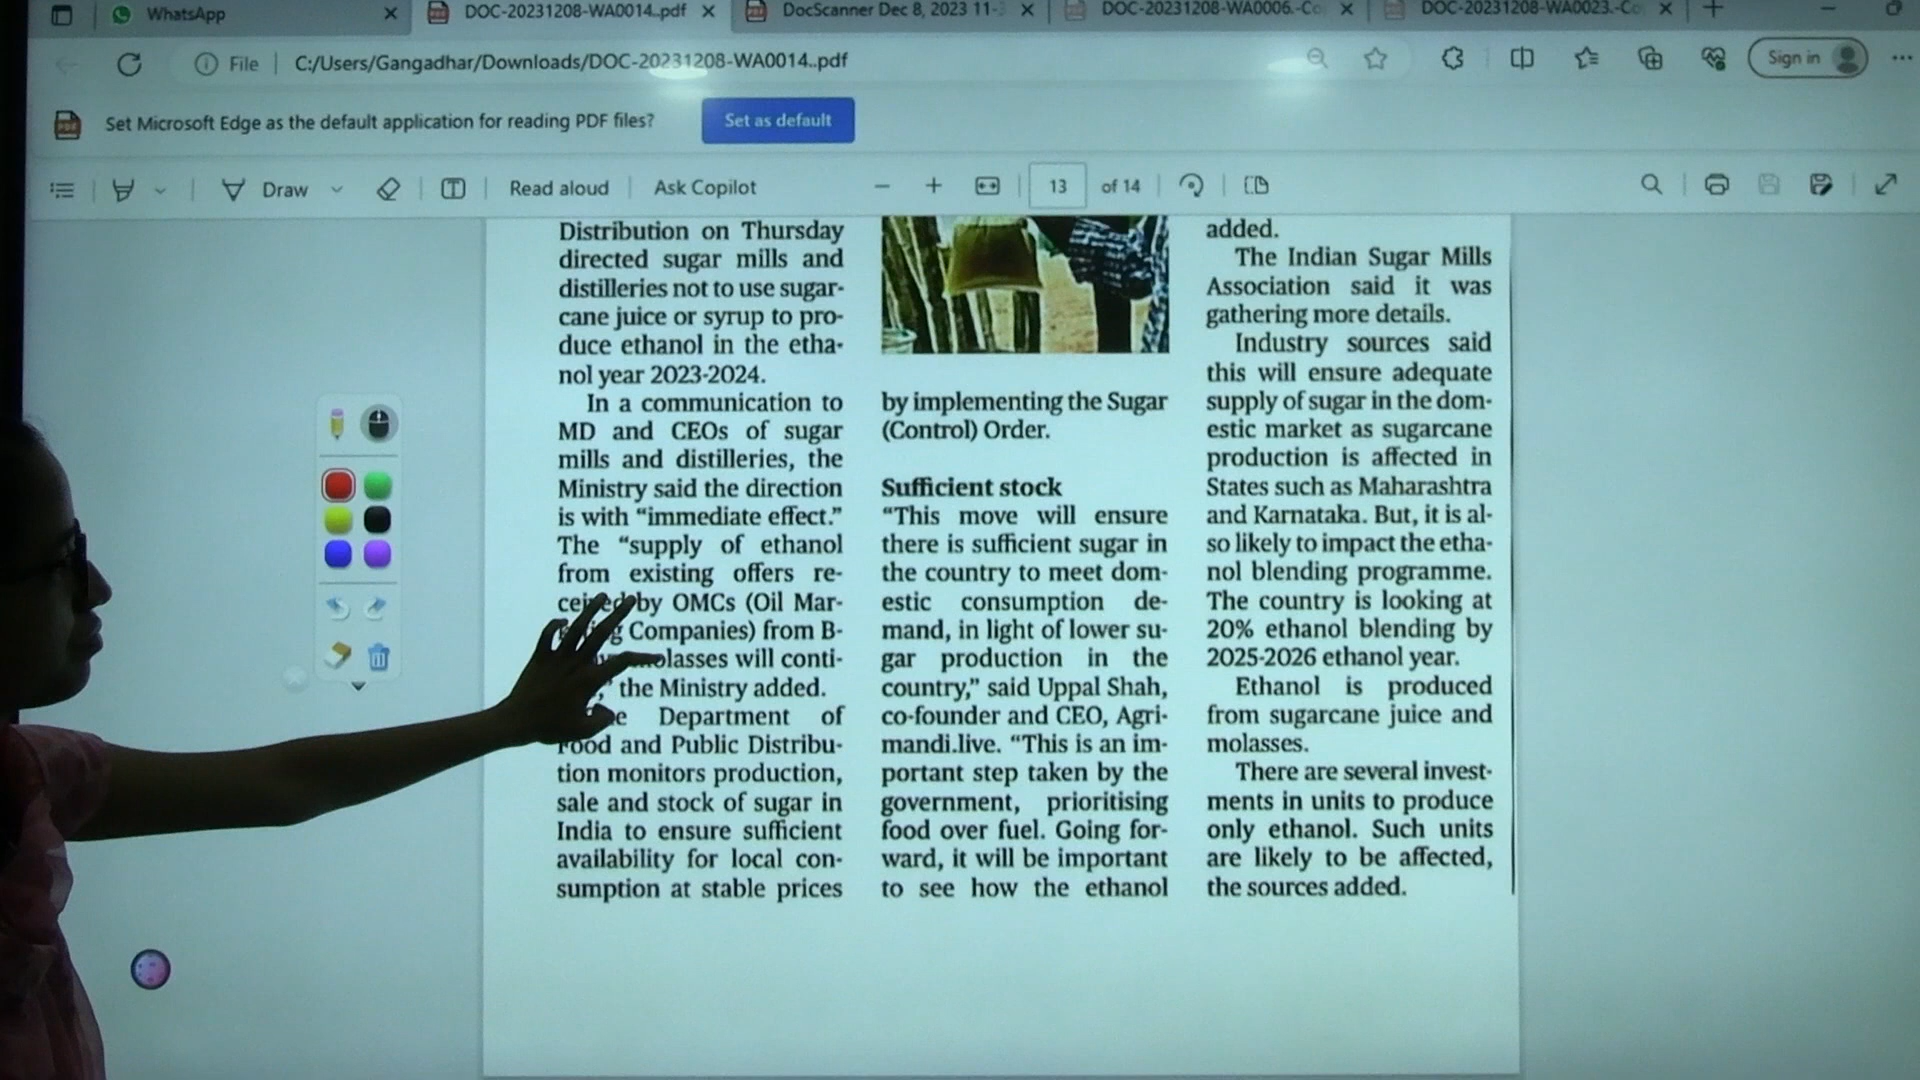 WhatsApp
DOC-20231208-WA0014..pdf
DocScanner Dec 8, 2023 11-3
DOC-20231208-WA0006.-Co
DOC-20231208-WA0023.-Co
File
C:/Users/Gangadhar/Downloads/DOC-20231208-WA0014..pdf
Sign in
Set Microsoft Edge as the default application for reading PDF files?
Set as default
Draw
Read aloud
Ask Copilot
13
of 14
Distribution on Thursday
directed sugar mills and
distilleries not to use sugar-
cane juice or syrup to pro-
duce ethanol in the etha-
nol year 2023-2024.
In a communication to
MD and CEOs of sugar
mills and distilleries, the
Ministry said the direction
is with “immediate effect.”
The “supply of ethanol
from existing offers re-
by OMCs (Oil Mar-
Companies) from B-
molasses will conti-
the Ministry added.
Department of
Food and Public Distribu-
tion monitors production,
sale and stock of sugar in
India to ensure sufficient
availability for local con-
sumption at stable prices
by implementing the Sugar
(Control) Order.
Sufficient stock
“This move will ensure
there is sufficient sugar in
the country to meet dom-
estic consumption de-
mand, in light of lower su-
gar production in the
country,” said Uppal Shah,
co-founder and CEO, Agri-
mandi.live. “This is an im-
portant step taken by the
government, prioritising
food over fuel. Going for-
ward, it will be important
to see how the ethanol
added.
The Indian Sugar Mills
Association said it was
gathering more details.
Industry sources said
this will ensure adequate
supply of sugar in the dom-
estic market as sugarcane
production is affected in
States such as Maharashtra
and Karnataka. But, it is al-
so likely to impact the etha-
nol blending programme.
The country is looking at
20% ethanol blending by
2025-2026 ethanol year.
Ethanol is produced
from sugarcane juice and
molasses.
There are several invest-
ments in units to produce
only ethanol. Such units
are likely to be affected,
the sources added.